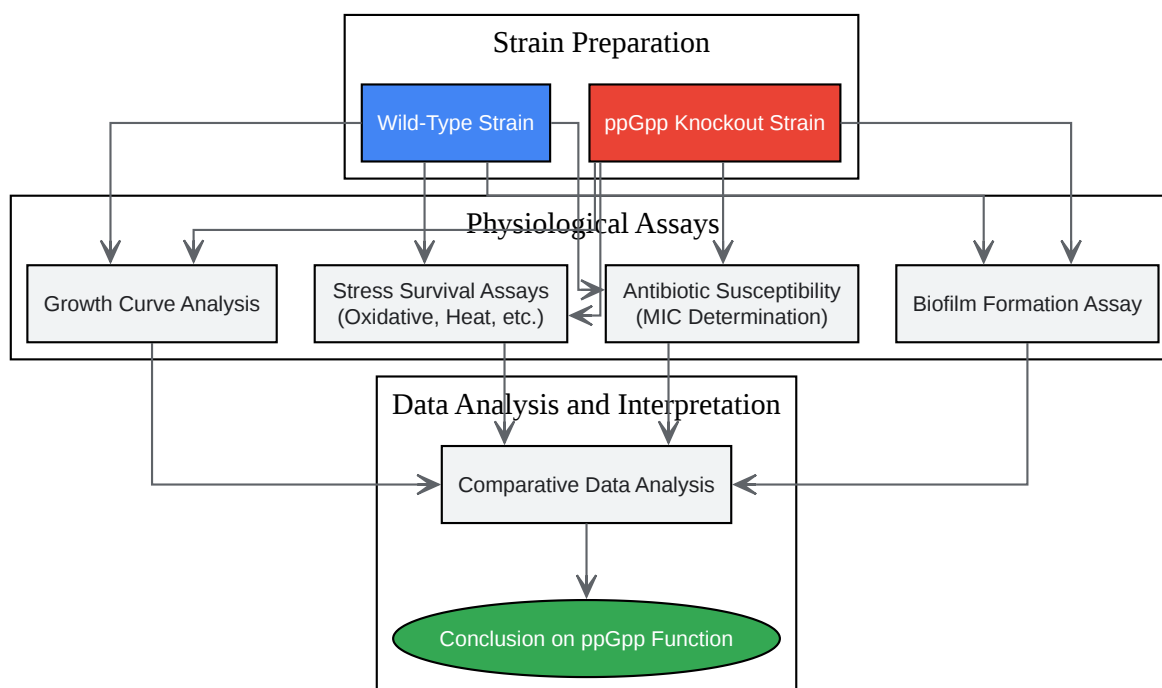 Strain Preparation
Wild-Type Strain
ppGpp Knockout Strain
Physiological Assays
Growth Curve Analysis
Stress Survival Assays
(Oxidative, Heat, etc.)
Antibiotic Susceptibility
(MIC Determination)
Biofilm Formation Assay
Data Analysis and Interpretation
Comparative Data Analysis
Conclusion on ppGpp Function